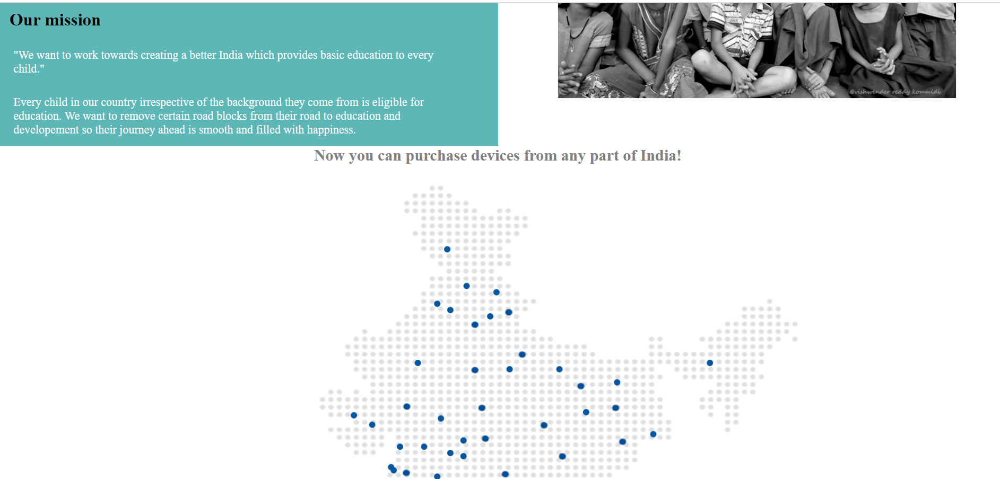 Our mission
"We want to work towards creating a better India which provides basic education to every
child."
Every child in our country irrespective of the background they come from is eligible for
education. We want to remove certain road blocks from their road to education and
developement so their journey ahead is smooth and filled with happiness.
@vishwender reddy kommidi
Now you can purchase devices from any part of India!